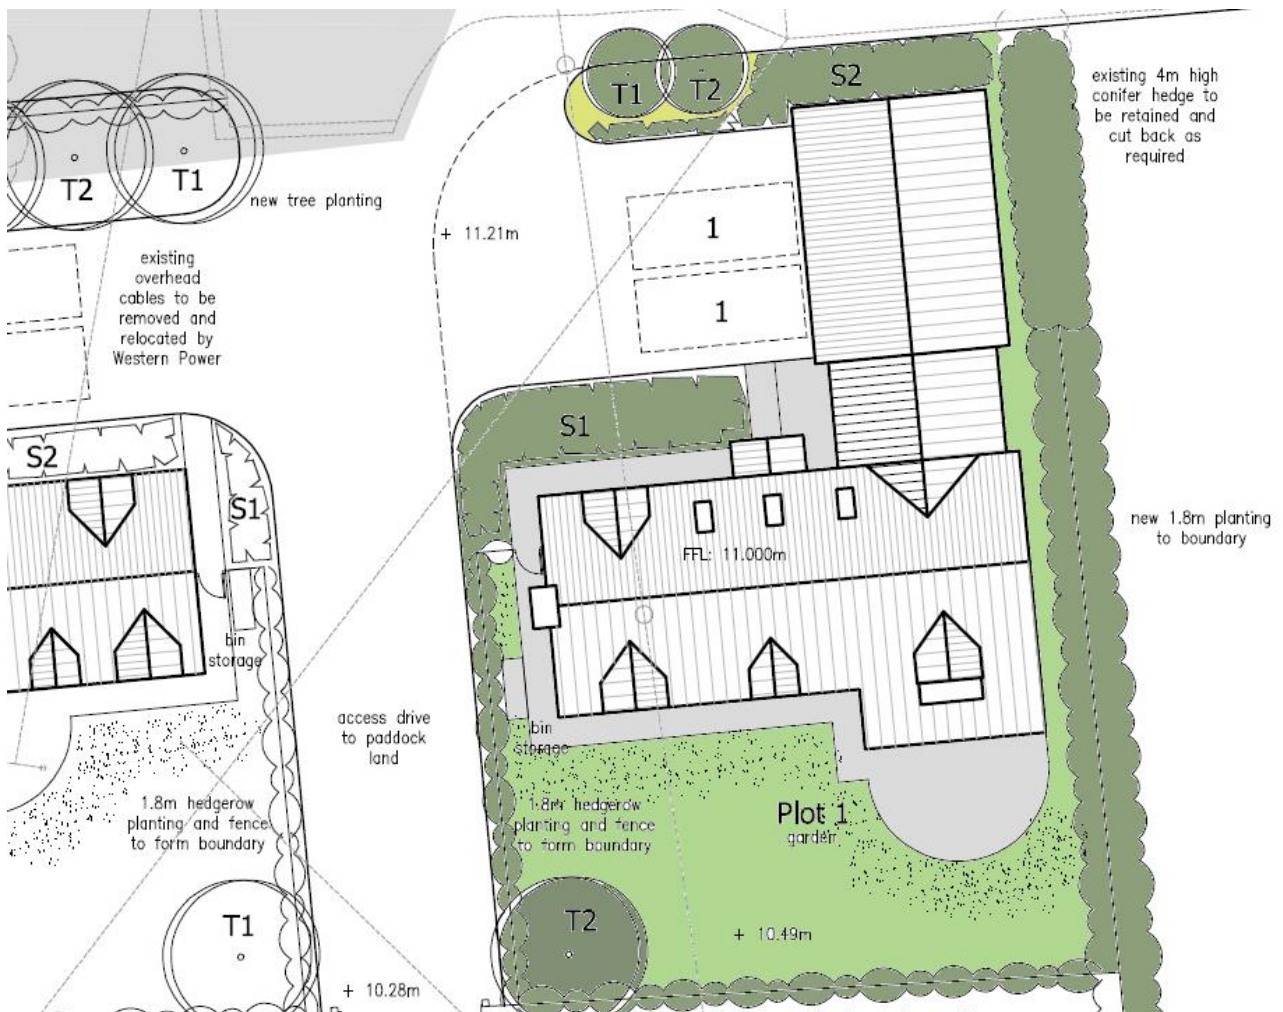 T1
T2
S2
existing 4m high
conifer hedge to
be retained and
cut back as
required
T2
T1
new tree planting
1
+ 11.21m
existing
overhead
cables to be
removed and
relocated by
Western Power
1
S1
S2
S1
new 1.8m planting
to boundary
FFL: 11.000m
bin
storage
access drive
to paddock
land
bin
storage
1.8m hedgerow
planting and fence
to form boundary
1.8m hedgerow
planting and fence
to form boundary
Plot 1
garden
T1
T2
+ 10.49m
+ 10.28m